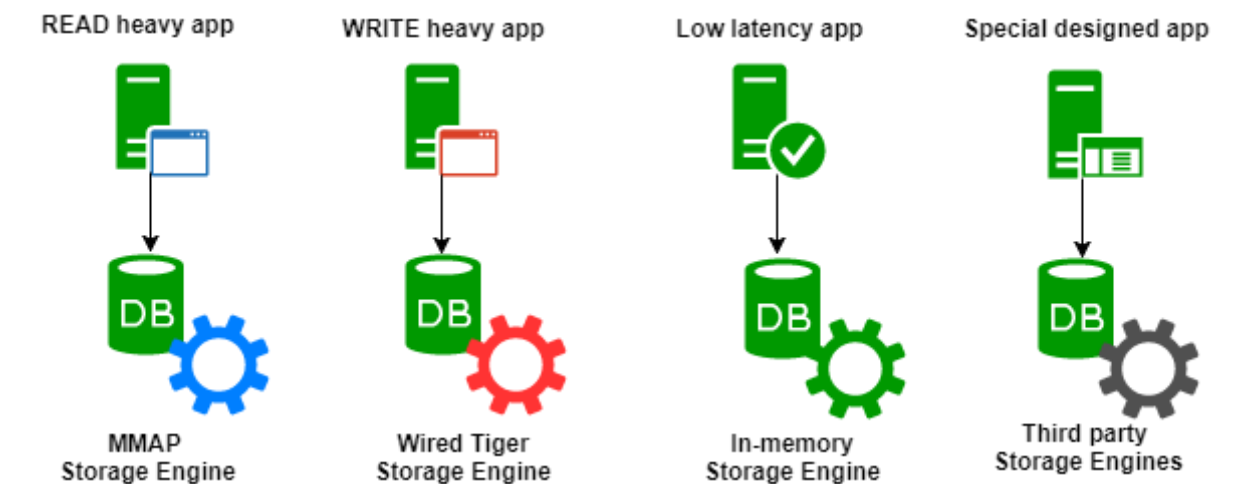 READ heavy app
WRITE heavy app
Low latency app
Special designed app
DB
DB
DB
DB
MMAP
Storage Engine
Wired Tiger
Storage Engine
In-memory
Storage Engine
Third party
Storage Engines